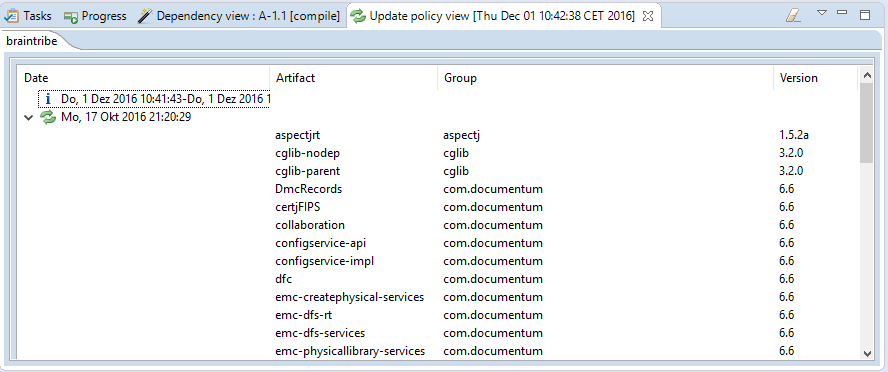 Tasks Progress Dependency view : A-1.1 [compile] Update policy view [Thu Dec 01 10:42:38 CET 2016]
braintribe
Date Artifact Group Version
Do, 1 Dez 2016 10:41:43-Do, 1 Dez 2016 1
Mo, 17 Okt 2016 21:20:29
aspectjrt aspectj 1.5.2a
cglib-nodep cglib 3.2.0
cglib-parent cglib 3.2.0
DmcRecords com.documentum 6.6
certjFIPS com.documentum 6.6
collaboration com.documentum 6.6
configservice-api com.documentum 6.6
configservice-impl com.documentum 6.6
dfc com.documentum 6.6
emc-createphysical-services com.documentum 6.6
emc-dfs-rt com.documentum 6.6
emc-dfs-services com.documentum 6.6
emc-physicallibrary-services com.documentum 6.6